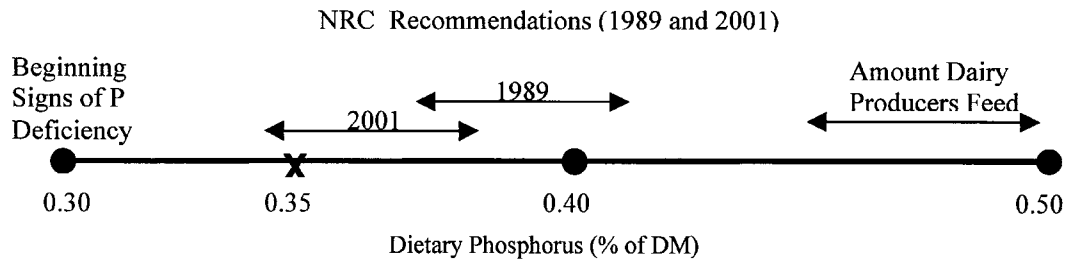 NRC Recommendations (1989 and 2001)
Beginning
Signs of P
Deficiency
2001
1989
Amount Dairy
Producers Feed
X
0.30
0.35
0.40
0.50
Dietary Phosphorus (% of DM)